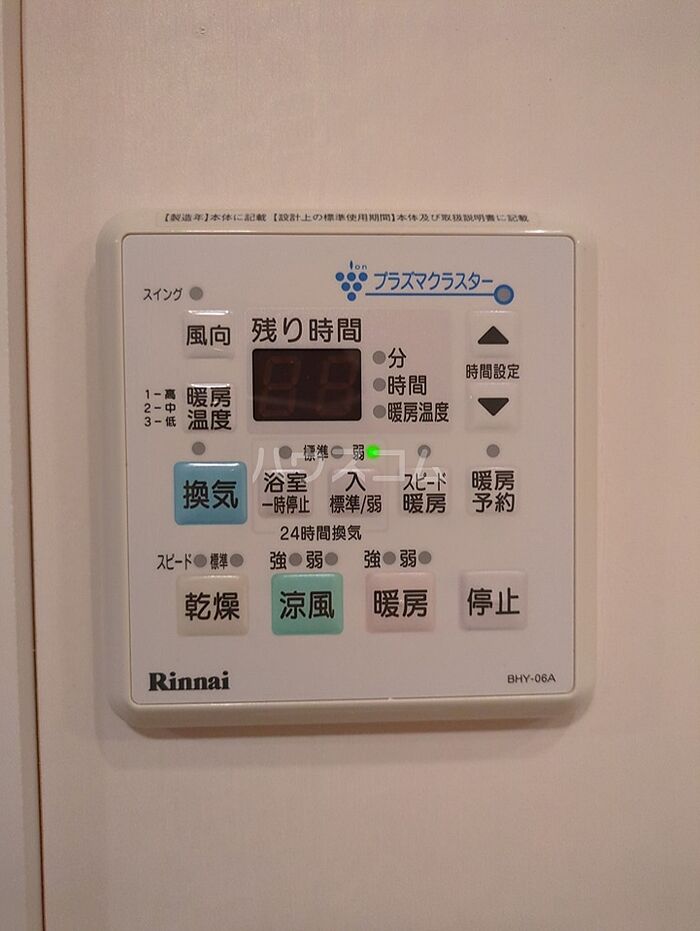 【製造年】本体に記載 【設計上の標準使用期間】本体及び取扱説明書に記載
ion
プラズマクラスター
スイング
風向
残り時間
分
時間
暖房温度
時間設定
1-高
2-中
3-低
暖房
温度
標準 弱
ハウスコム
換気
浴室
一時停止
入
標準/弱
スピード
暖房
暖房
予約
24時間換気
スピード 標準
強 弱
強 弱
乾燥
涼風
暖房
停止
Rinnai
BHY-06A